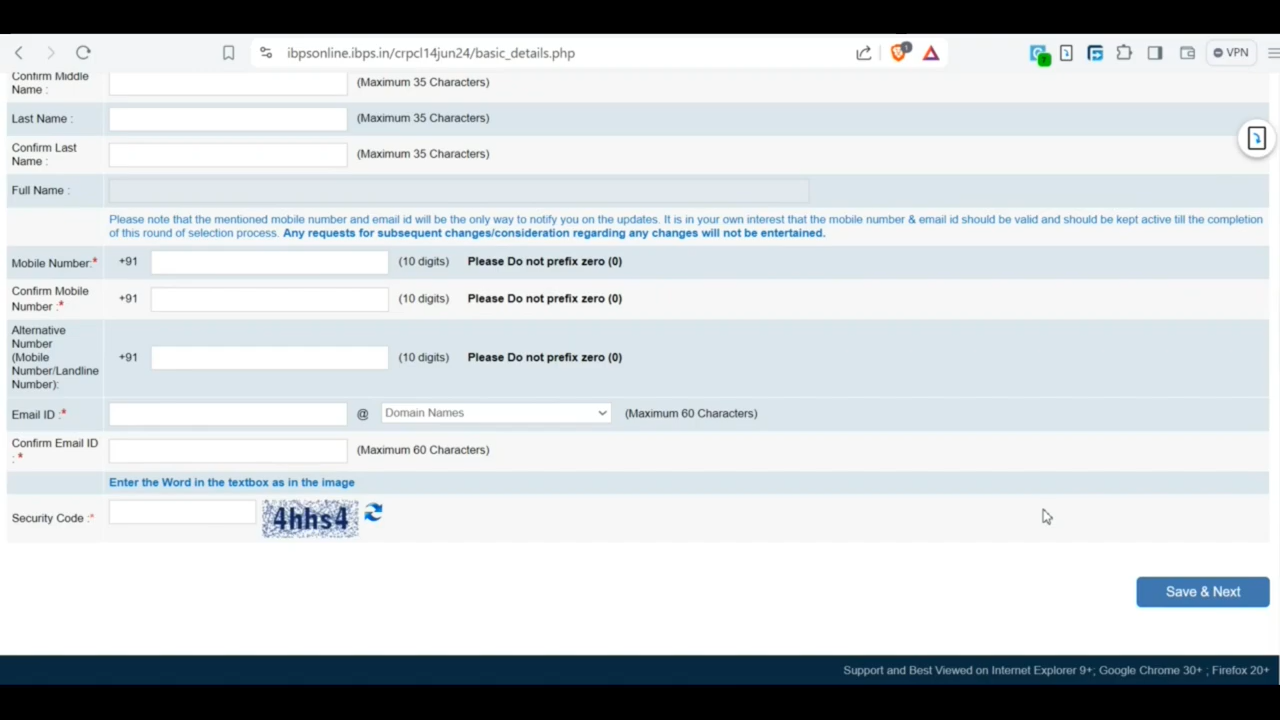 ibpsonline.ibps.in/crpcl14jun24/basic_details.php
1
7
VPN
Confirm Middle
Name :
(Maximum 35 Characters)
Last Name :
(Maximum 35 Characters)
Confirm Last
Name :
(Maximum 35 Characters)
Full Name :
Please note that the mentioned mobile number and email id will be the only way to notify you on the updates. It is in your own interest that the mobile number & email id should be valid and should be kept active till the completion
of this round of selection process. Any requests for subsequent changes/consideration regarding any changes will not be entertained.
Mobile Number:* +91 (10 digits) Please Do not prefix zero (0)
Confirm Mobile
Number :*
+91 (10 digits) Please Do not prefix zero (0)
Alternative
Number
(Mobile
Number/Landline
Number):
+91 (10 digits) Please Do not prefix zero (0)
Email ID :* @ Domain Names (Maximum 60 Characters)
Confirm Email ID
:*
(Maximum 60 Characters)
Enter the Word in the textbox as in the image
Security Code :* 4hhs4
Save & Next
Support and Best Viewed on Internet Explorer 9+; Google Chrome 30+ ; Firefox 20+